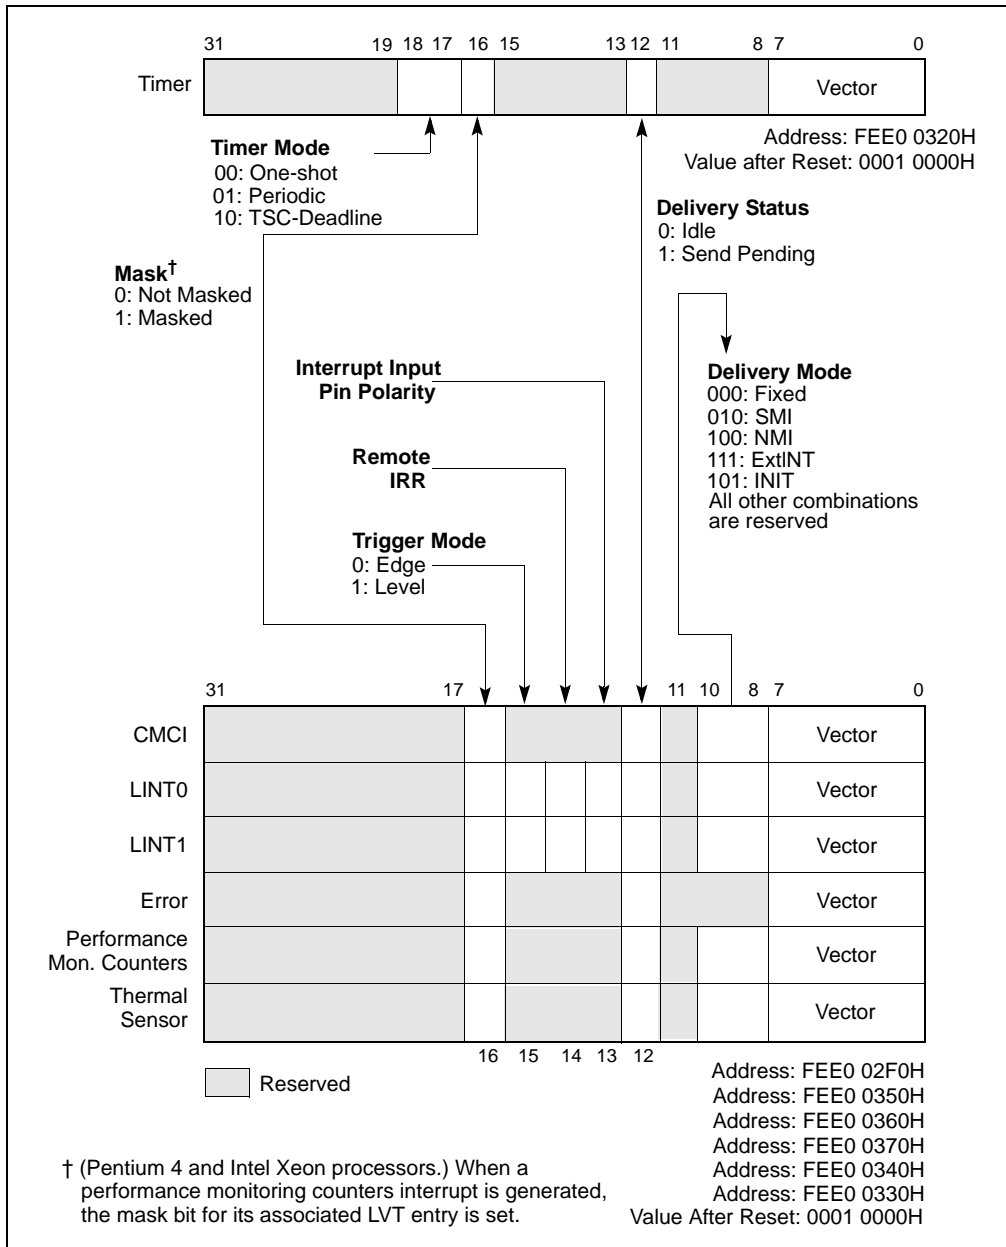 31 19 18 17 16 15 13 12 11 8 7 0
Timer Vector
Address: FEE0 0320H
Value after Reset: 0001 0000H
Timer Mode
00: One-shot
01: Periodic
10: TSC-Deadline
Delivery Status
0: Idle
1: Send Pending
Mask†
0: Not Masked
1: Masked
Interrupt Input
Pin Polarity
Delivery Mode
000: Fixed
010: SMI
100: NMI
111: ExtINT
101: INIT
All other combinations
are reserved
Remote
IRR
Trigger Mode
0: Edge
1: Level
31 17 11 10 8 7 0
CMCI Vector
LINT0 Vector
LINT1 Vector
Error Vector
Performance
Mon. Counters Vector
Thermal
Sensor Vector
16 15 14 13 12
Reserved
Address: FEE0 02F0H
Address: FEE0 0350H
Address: FEE0 0360H
Address: FEE0 0370H
Address: FEE0 0340H
Address: FEE0 0330H
Value After Reset: 0001 0000H
† (Pentium 4 and Intel Xeon processors.) When a
performance monitoring counters interrupt is generated,
the mask bit for its associated LVT entry is set.